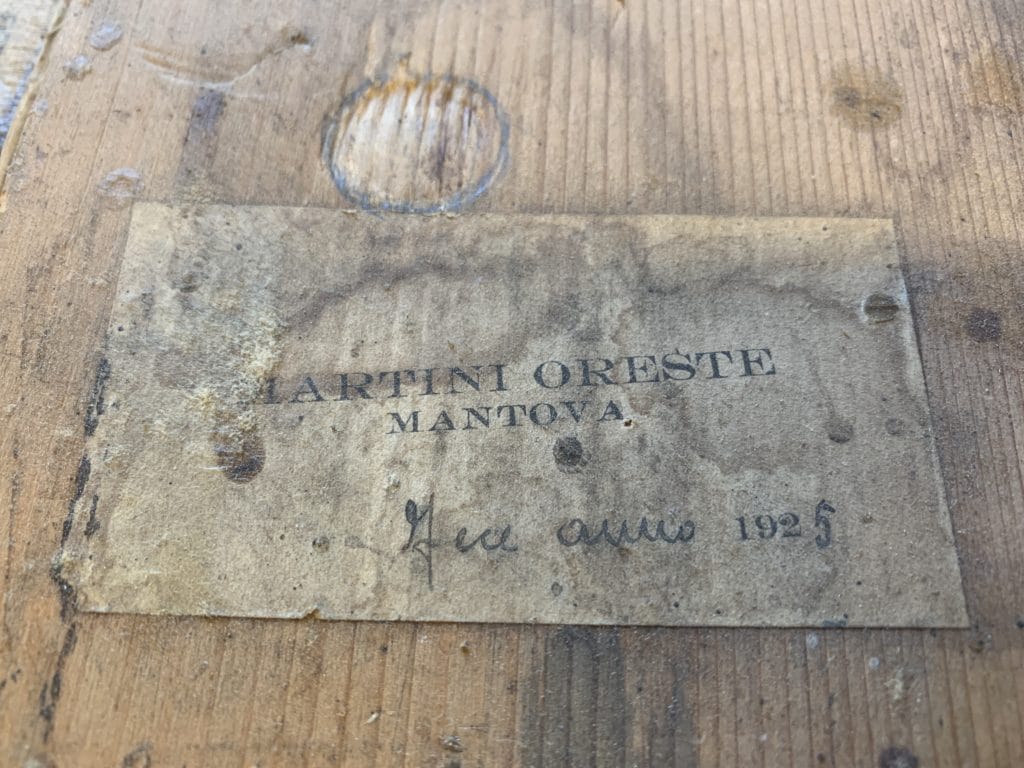 MARTINI ORESTE
MANTOVA
Fece anno 1925